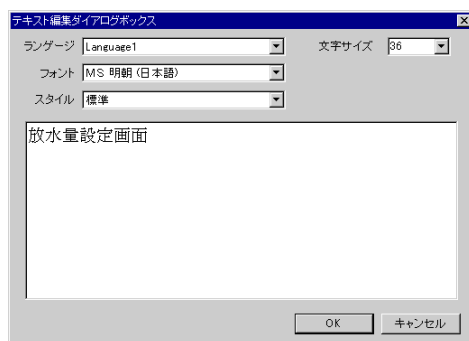 テキスト編集ダイアログボックス
ランゲージ Language1 文字サイズ 36
フォント MS 明朝 (日本語)
スタイル 標準
放水量設定画面
OK キャンセル